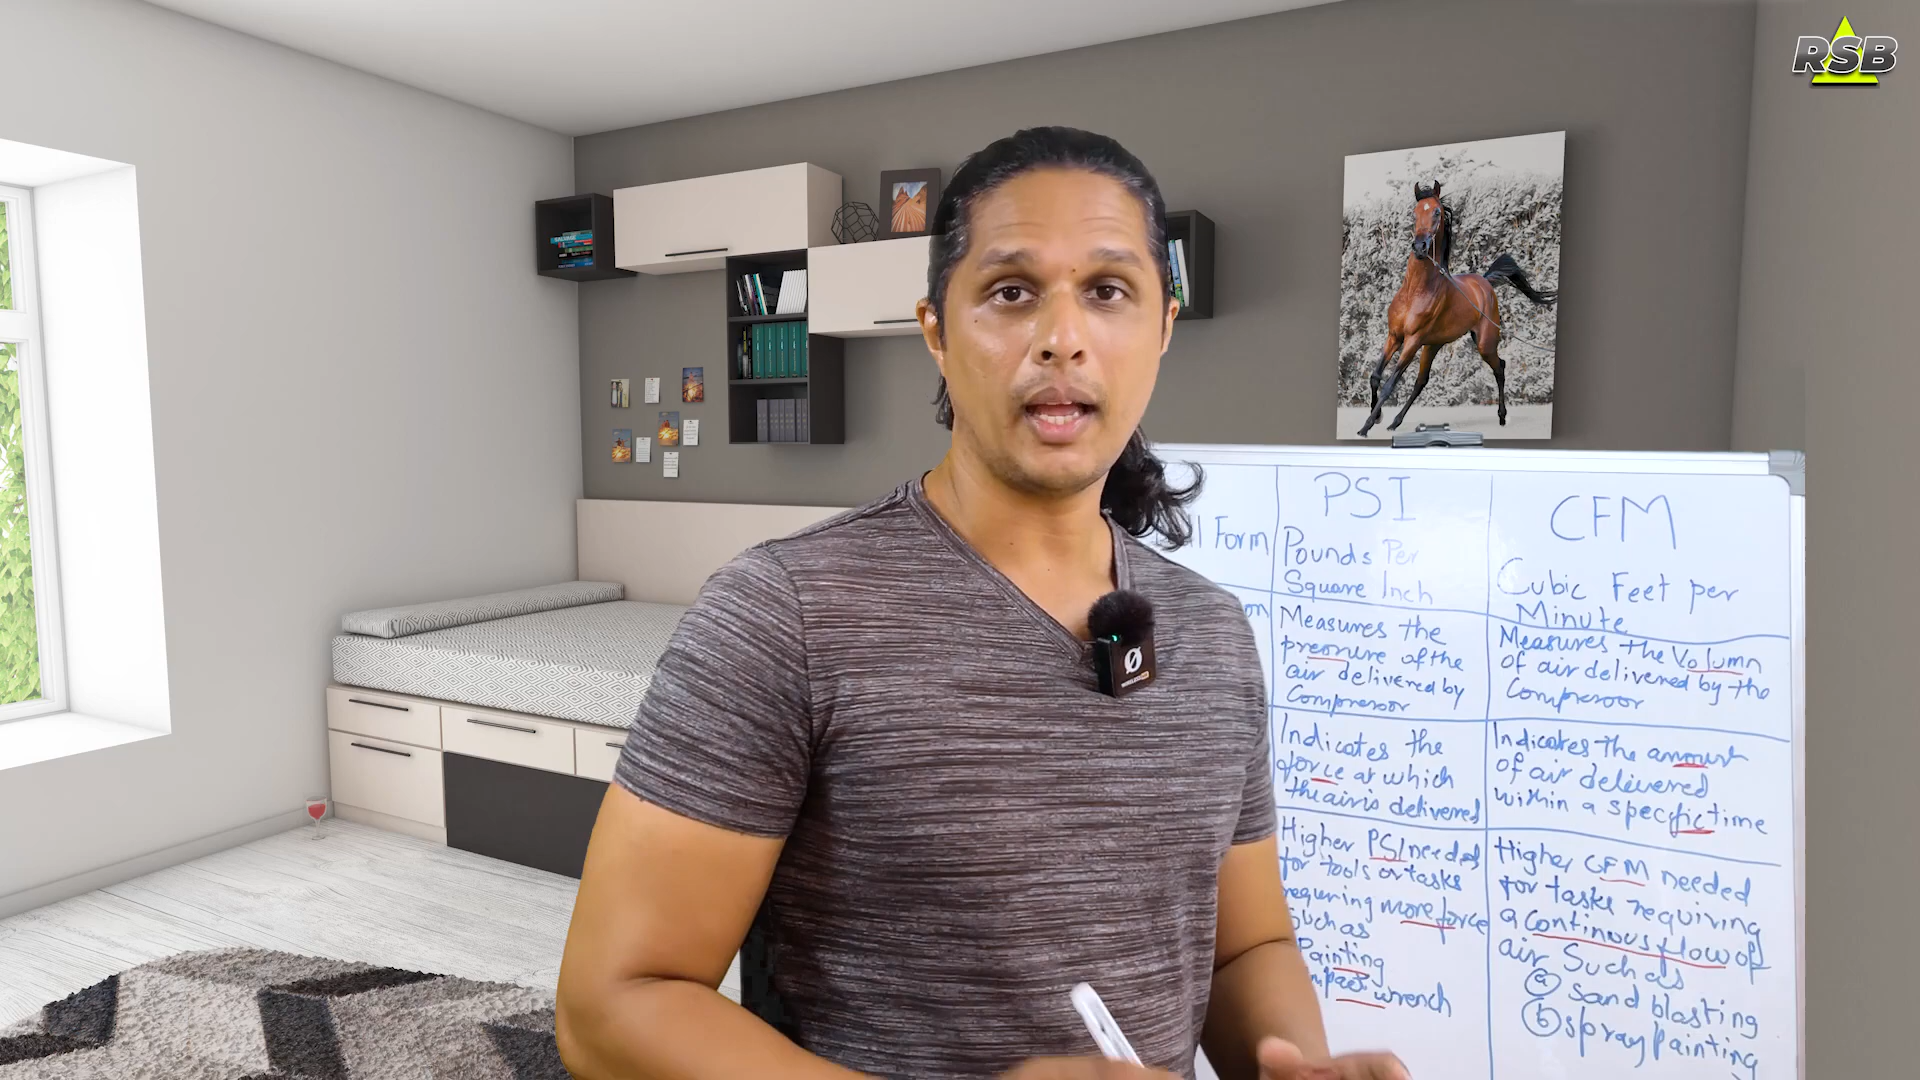 RSB
PSI
CFM
Form
Pounds Per
Square Inch
Cubic Feet per
Minute
on
Measures the
pressure of the
air delivered by
Compressor
Measures the Volumn
of air delivered by the
Compressor
Indicates the
force at which
the air is delivered
Indicates the amount
of air delivered
within a specific time
Higher PSI needed
for tools or tasks
requring more force
Such as
Painting
mpact wrench
Higher CFM needed
for tasks requiring
a Continous flow of
air Such as
a Sand blasting
b spray Painting